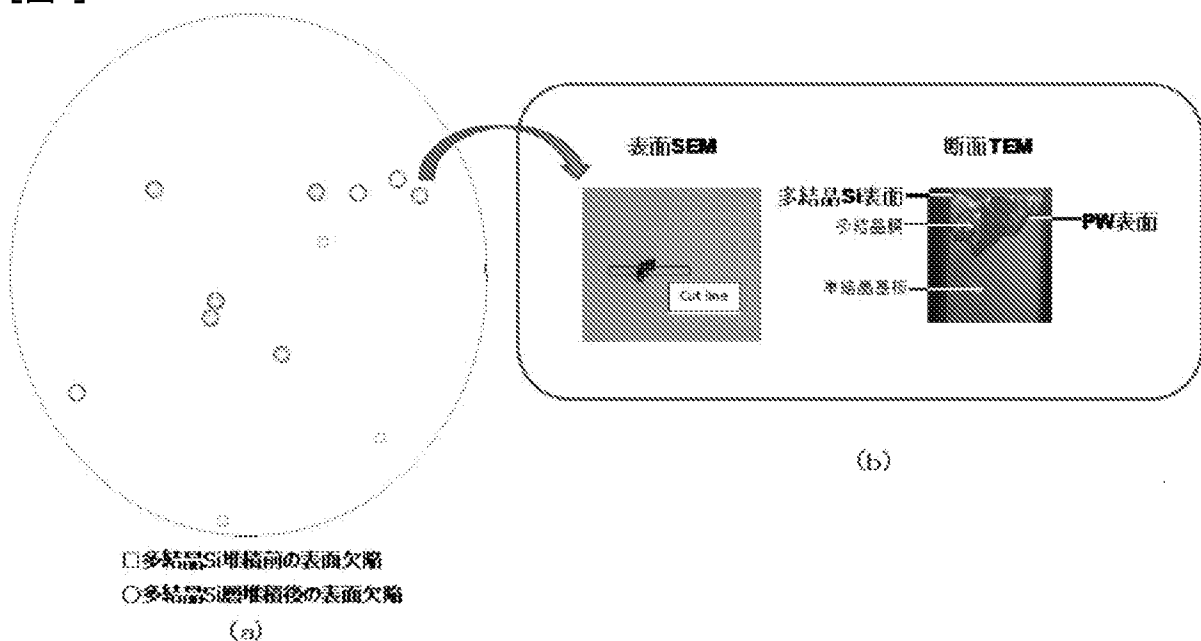 □多結晶Si堆積前の表面欠陥
○多結晶Si層堆積後の表面欠陥
(a)
表面SEM
Cut line
断面TEM
多結晶Si表面
多結晶膜
単結晶基板
PW表面
(b)